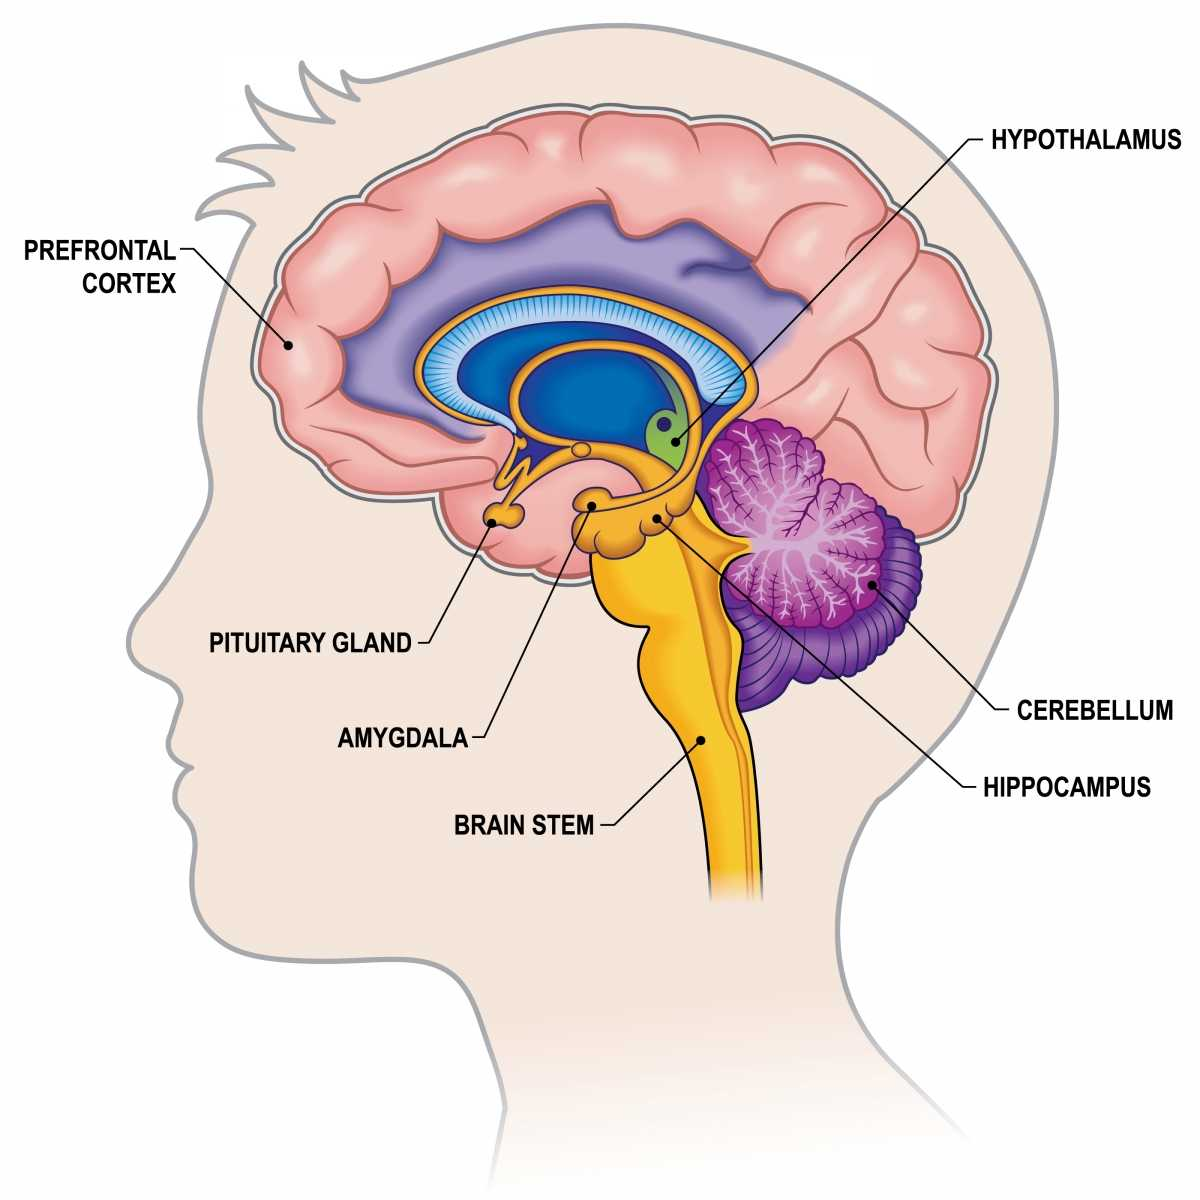 HYPOTHALAMUS
PREFRONTAL
CORTEX
PITUITARY GLAND
AMYGDALA
BRAIN STEM
CEREBELLUM
HIPPOCAMPUS